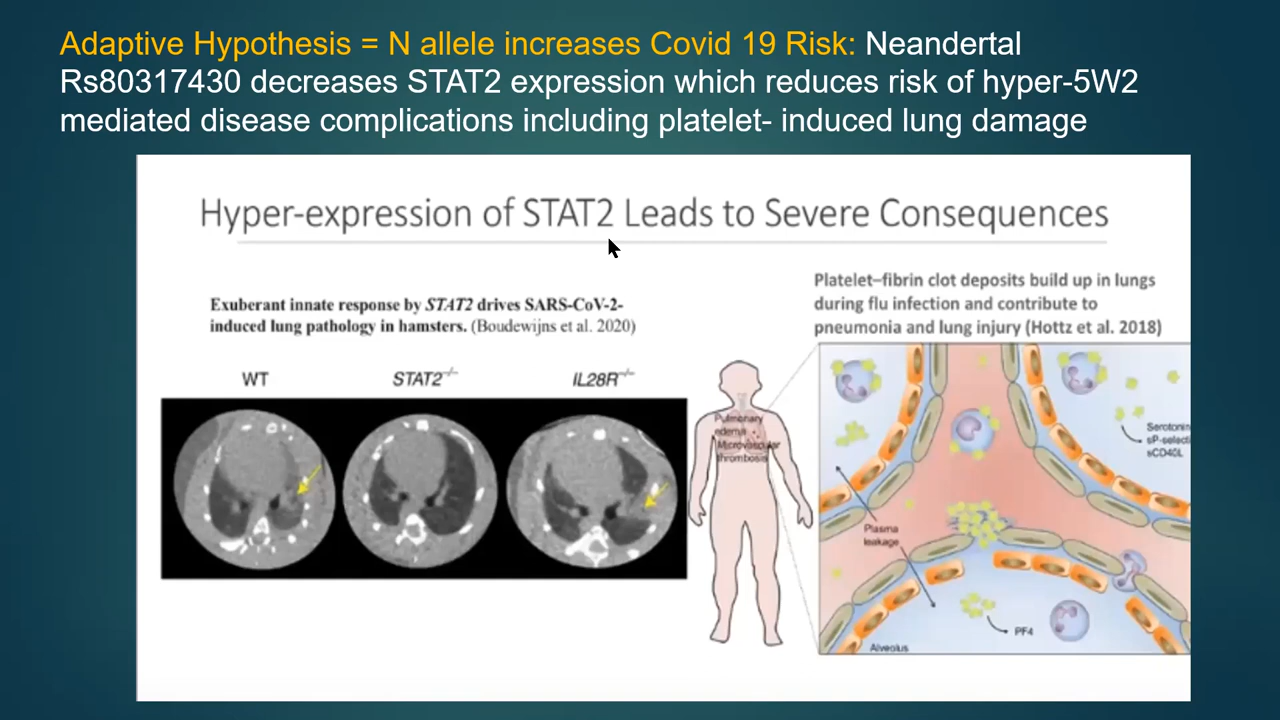 Adaptive Hypothesis = N allele increases Covid 19 Risk: Neandertal
Rs80317430 decreases STAT2 expression which reduces risk of hyper-5W2
mediated disease complications including platelet- induced lung damage
Hyper-expression of STAT2 Leads to Severe Consequences
Exuberant innate response by STAT2 drives SARS-CoV-2-
induced lung pathology in hamsters. (Boudewijns et al. 2020)
WT
STAT2-/-
IL28R-/-
Platelet–fibrin clot deposits build up in lungs
during flu infection and contribute to
pneumonia and lung injury (Hottz et al. 2018)
Pulmonary
edema
Microvascular
thrombosis
Serotonin
sP-selecti
sCD40L
Plasma
leakage
PF4
Alveolus